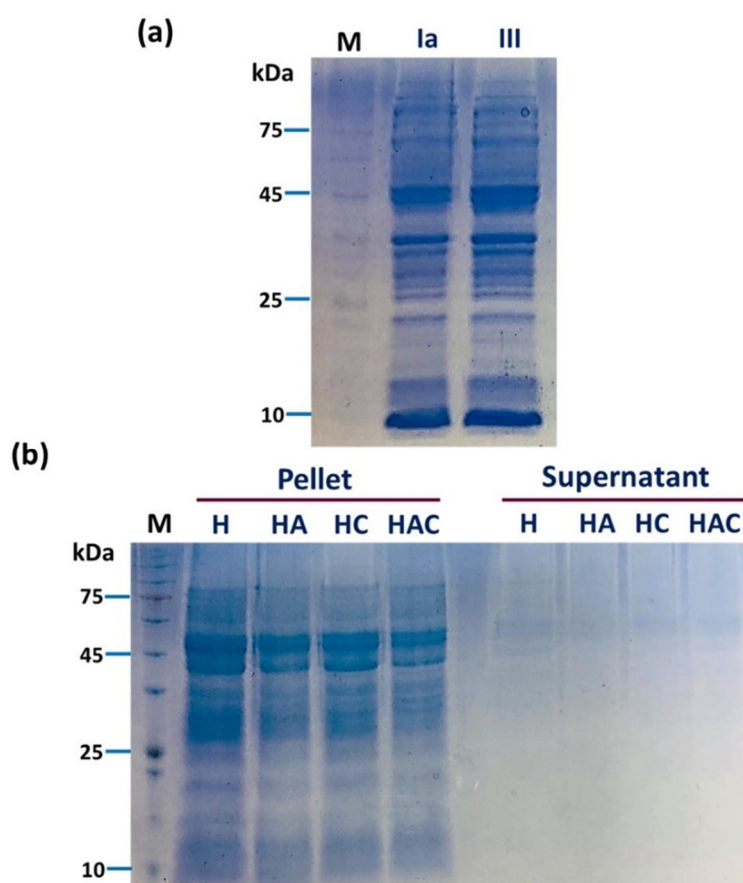 (a)
M Ia III
kDa
75
45
25
10
(b)
Pellet Supernatant
M H HA HC HAC H HA HC HAC
kDa
75
45
25
10